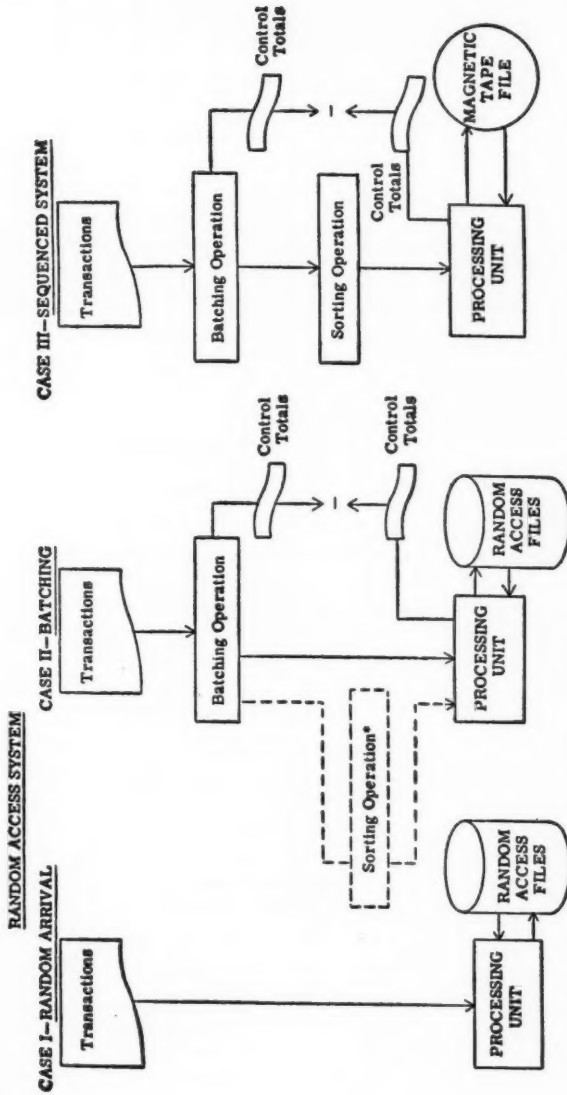 RANDOM ACCESS SYSTEM
CASE I—RANDOM ARRIVAL
Transactions
PROCESSING
UNIT
RANDOM
ACCESS
FILES
CASE II—BATCHING
Transactions
Batching Operation
Control
Totals
Sorting Operation*
Control
Totals
PROCESSING
UNIT
RANDOM
ACCESS
FILES
CASE III—SEQUENCED SYSTEM
Transactions
Batching Operation
Control
Totals
Sorting Operation
Control
Totals
PROCESSING
UNIT
MAGNETIC
TAPE
FILE